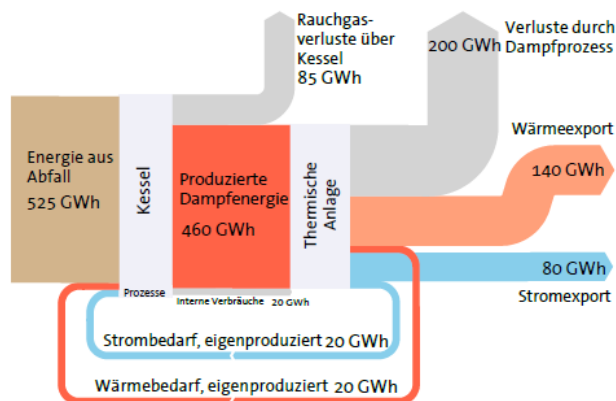 Rauchgas-
verluste über
Kessel
85 GWh
200 GWh
Verluste durch
Dampfprozess
Wärmeexport
140 GWh
Energie aus
Abfall
525 GWh
Kessel
Produzierte
Dampfenergie
460 GWh
Thermische
Anlage
80 GWh
Stromexport
Prozesse
Interne Verbräuche 20 GWh
Strombedarf, eigenproduziert 20 GWh
Wärmebedarf, eigenproduziert 20 GWh